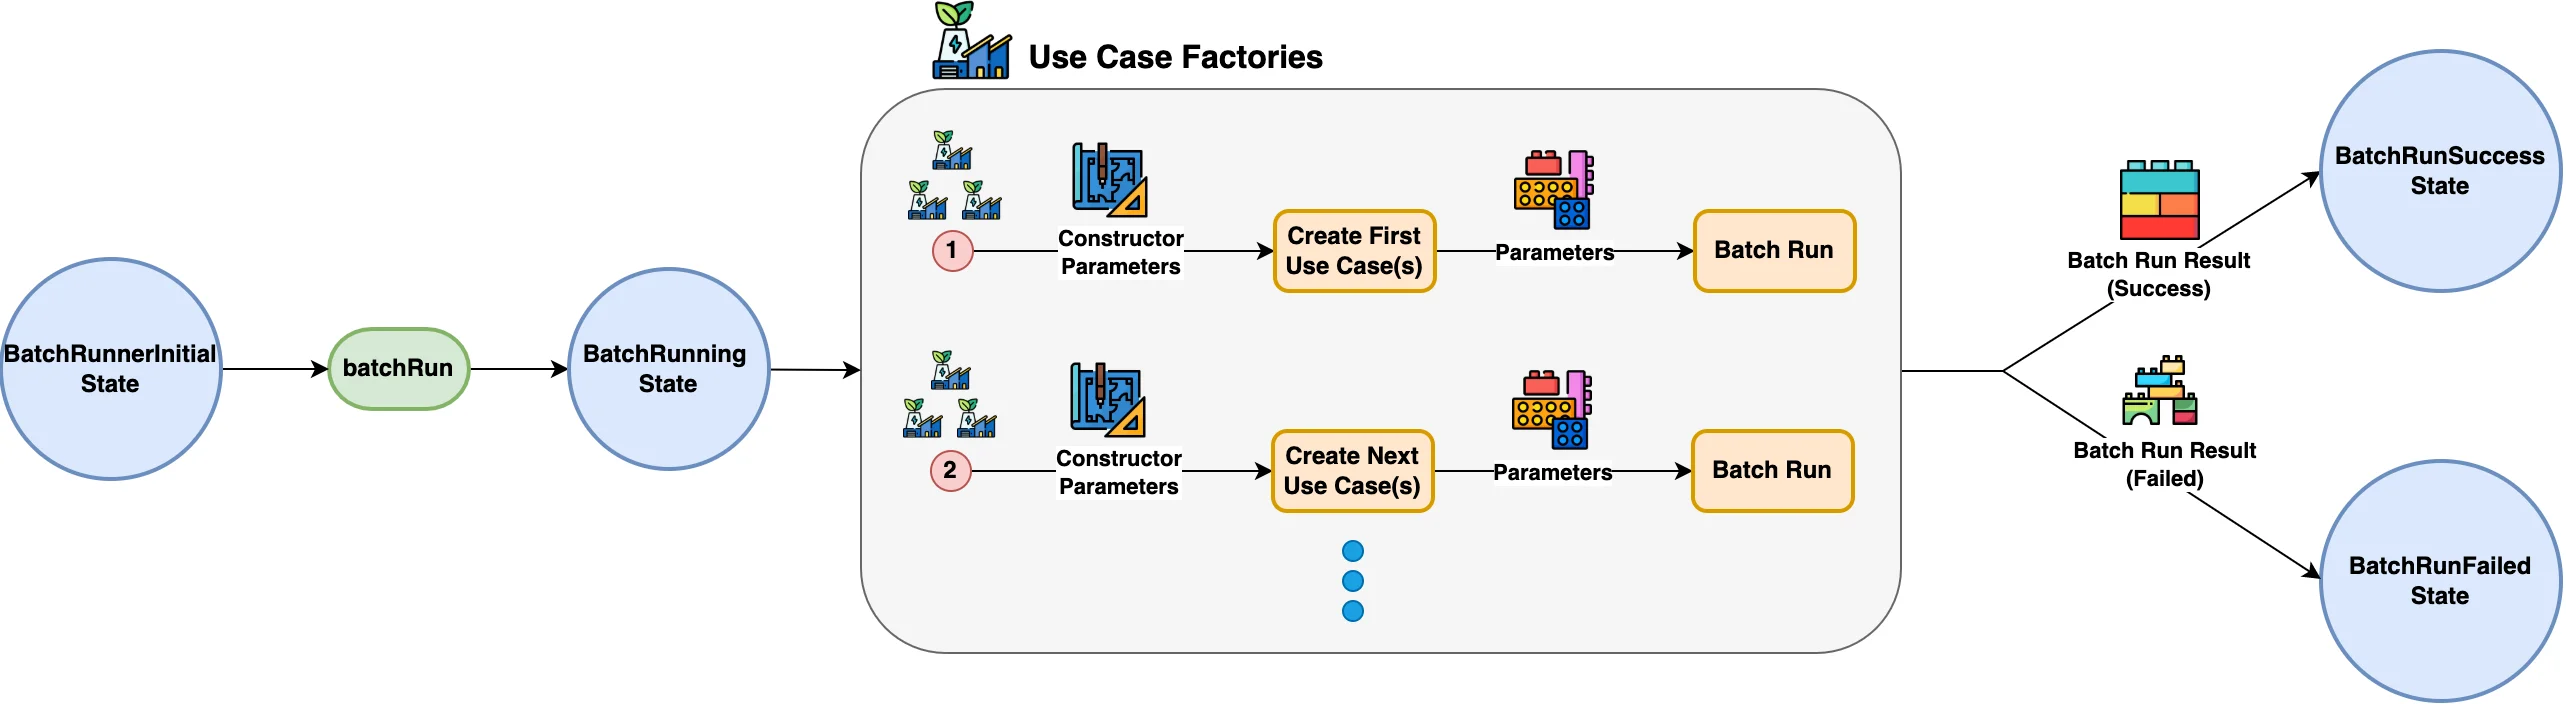 Use Case Factories
BatchRunnerInitial
State
batchRun
BatchRunning
State
1
Constructor
Parameters
Create First
Use Case(s)
Parameters
Batch Run
2
Constructor
Parameters
Create Next
Use Case(s)
Parameters
Batch Run
Batch Run Result
(Success)
BatchRunSuccess
State
Batch Run Result
(Failed)
BatchRunFailed
State